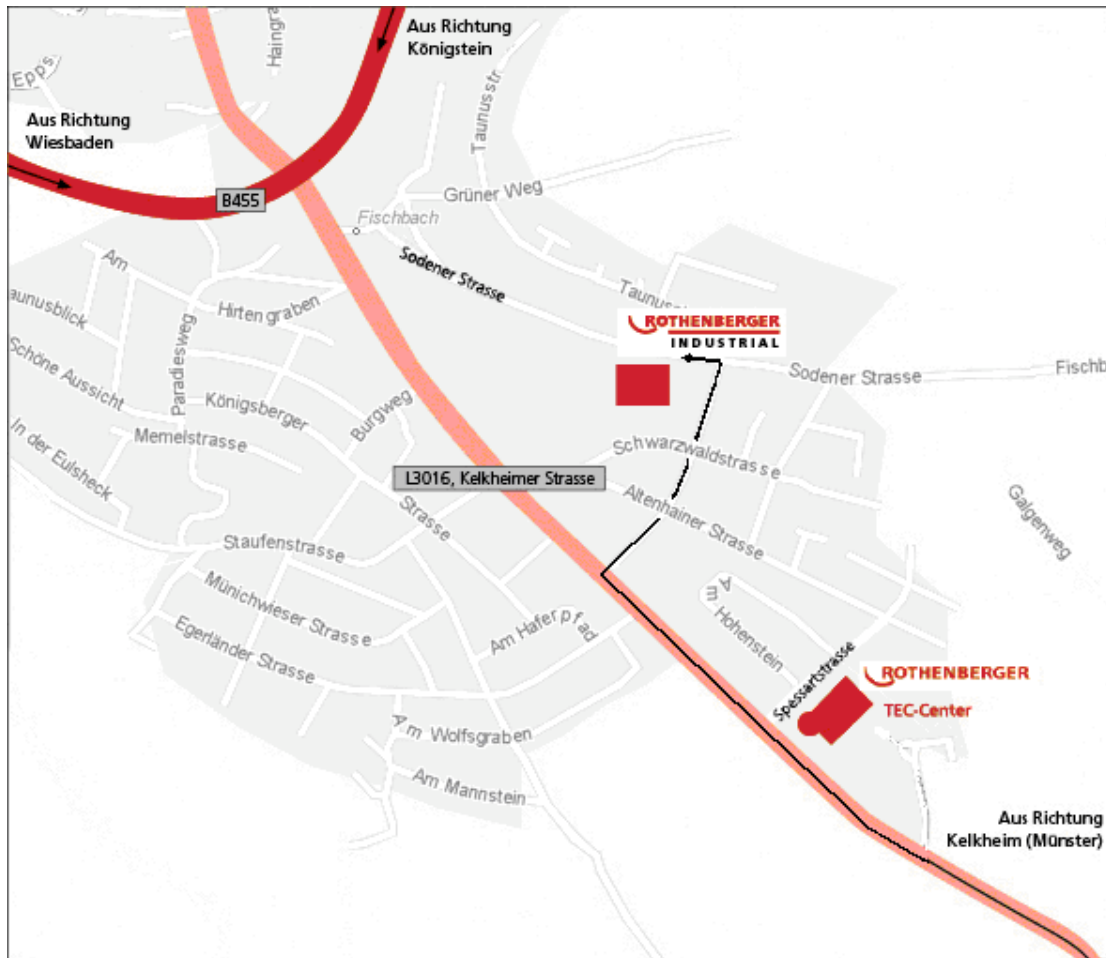 Aus Richtung
Königstein
Haingra
Epps
Taunusstr
Aus Richtung
Wiesbaden
B455
Grüner Weg
Fischbach
Sodener Strasse
Am
Hirtengraben
aunusblick
Taunuss
ROTHENBERGER
INDUSTRIAL
Schöne Aussicht
Paradiesweg
Sodener Strasse
Fischb
Königsberger
Strasse
Burgweg
Memelstrasse
In der Eulsheck
L3016, Kelkheimer Strasse
Schwarzwaldstrasse
Altenhainer Strasse
Galgenweg
Staufenstrasse
Münichwieser Strasse
Egerländer Strasse
Am Haferpfad
Am Hohenstein
Spessartstrasse
ROTHENBERGER
TEC-Center
Am Wolfsgraben
Am Mannstein
Aus Richtung
Kelkheim (Münster)